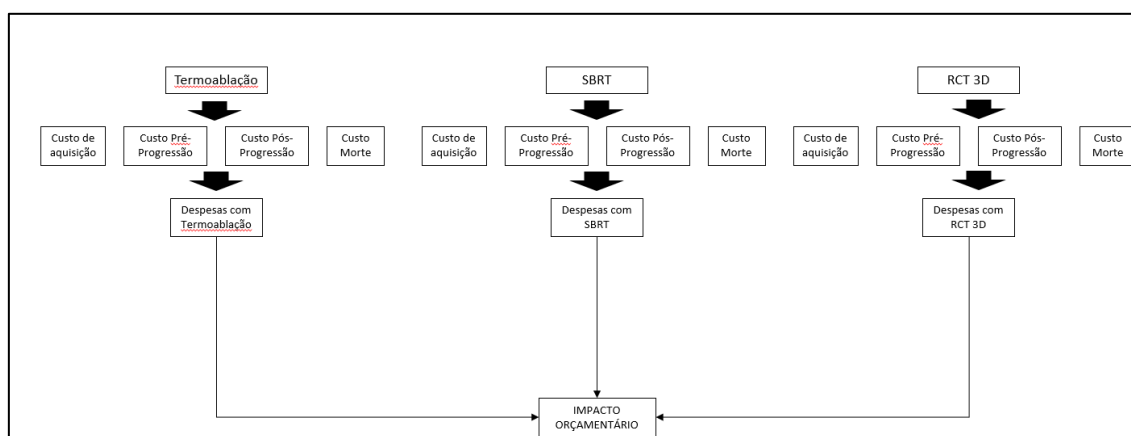 Termoablação
SBRT
RCT 3D
Custo de
aquisição
Custo Pré-
Progressão
Custo Pós-
Progressão
Custo
Morte
Custo de
aquisição
Custo Pré-
Progressão
Custo Pós-
Progressão
Custo
Morte
Custo de
aquisição
Custo Pré-
Progressão
Custo Pós-
Progressão
Custo
Morte
Despesas com
Termoablação
Despesas com
SBRT
Despesas com
RCT 3D
IMPACTO
ORÇAMENTÁRIO